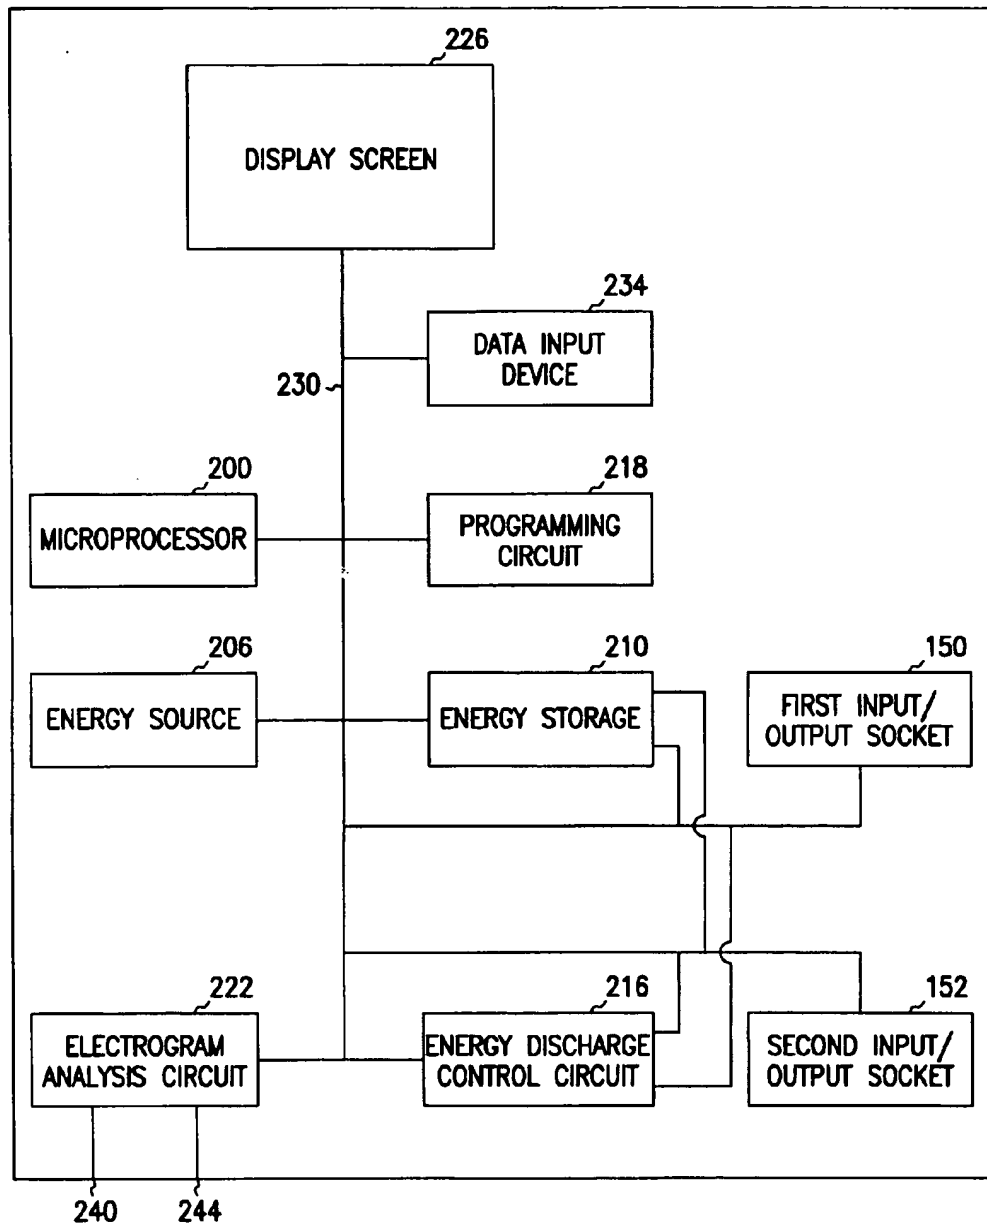 226
DISPLAY SCREEN
234
DATA INPUT
DEVICE
230
200
MICROPROCESSOR
218
PROGRAMMING
CIRCUIT
206
ENERGY SOURCE
210
ENERGY STORAGE
150
FIRST INPUT/
OUTPUT SOCKET
222
ELECTROGRAM
ANALYSIS CIRCUIT
216
ENERGY DISCHARGE
CONTROL CIRCUIT
152
SECOND INPUT/
OUTPUT SOCKET
240
244